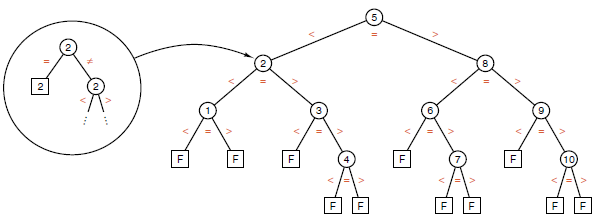 5
< = >
2 ≠ 2 8
= ≠ < = > < = >
2 2 1 3 6 9
< > < = > < = > < = > < = >
F F F 4 F 7 F 10
< = > < = > < = >
F F F F F F